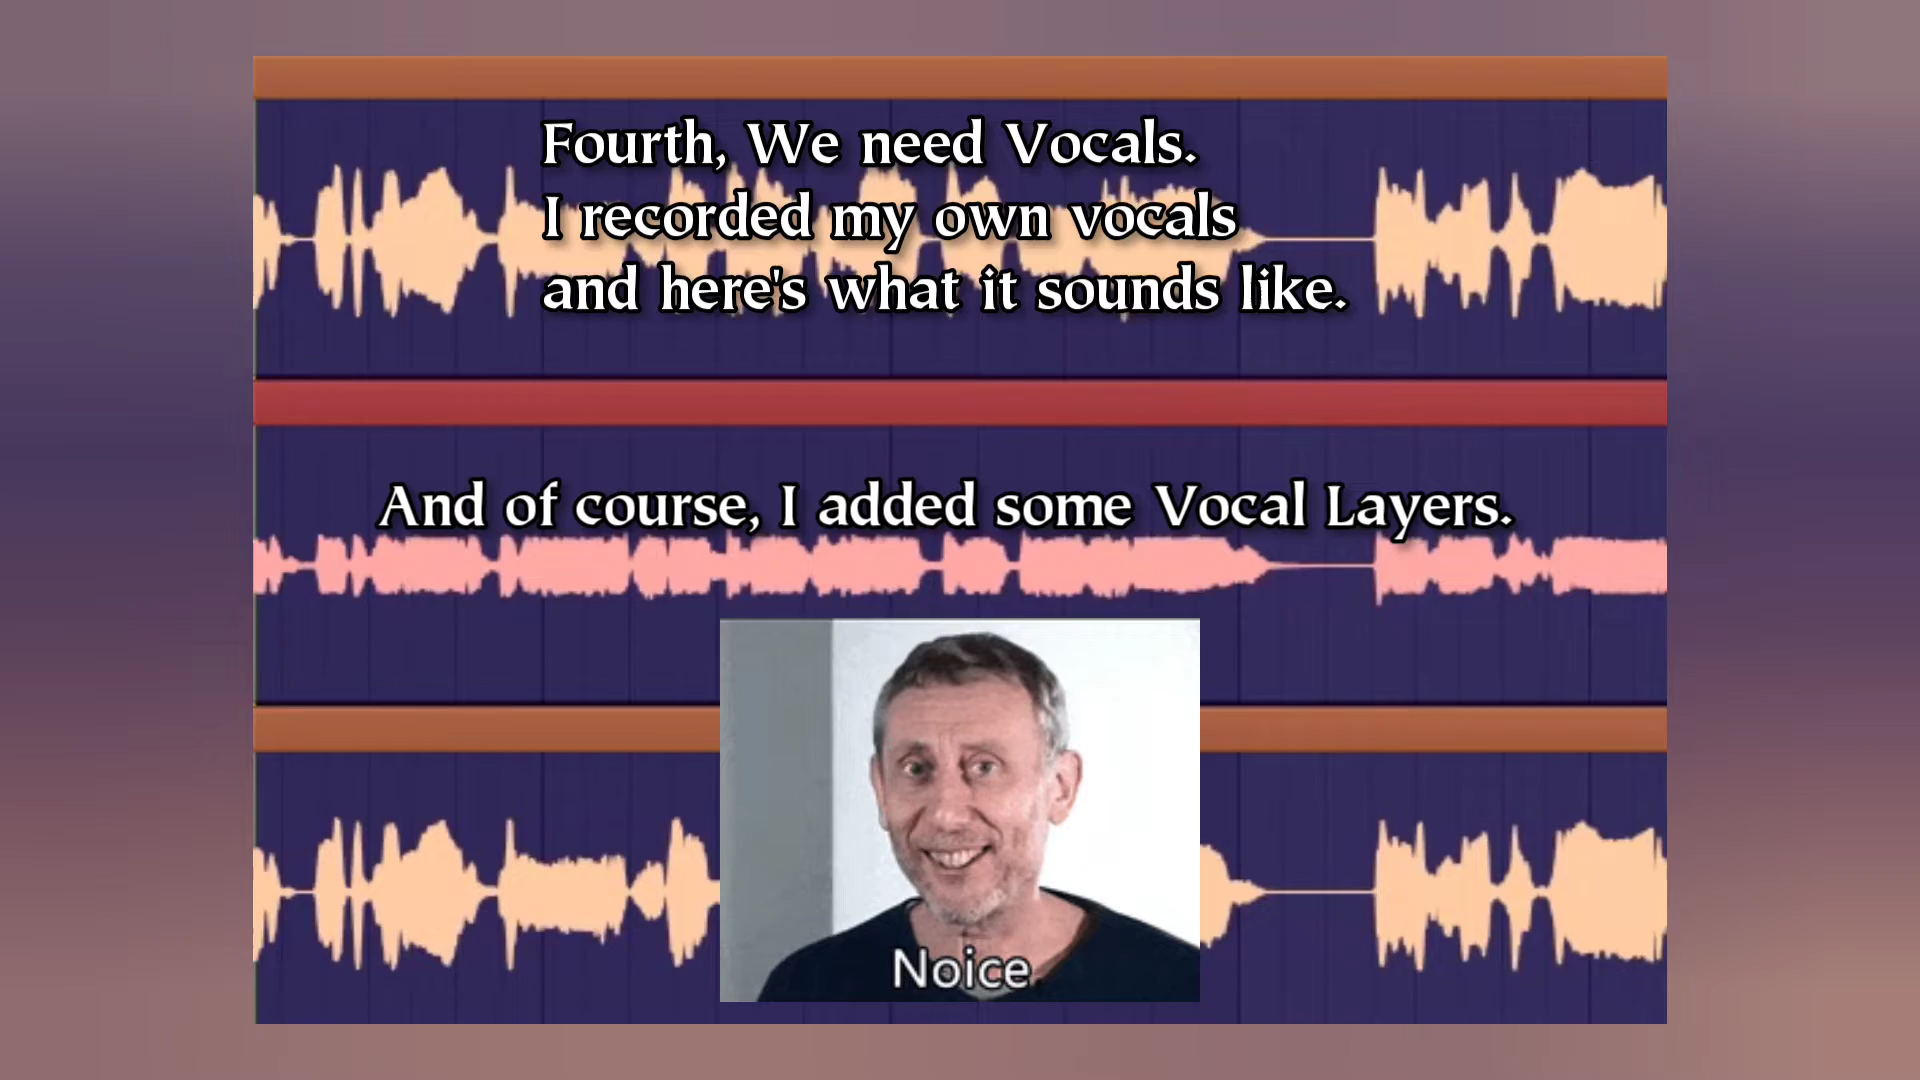 Fourth, We need Vocals.
I recorded my own vocals
and here's what it sounds like.
And of course, I added some Vocal Layers.
Noice